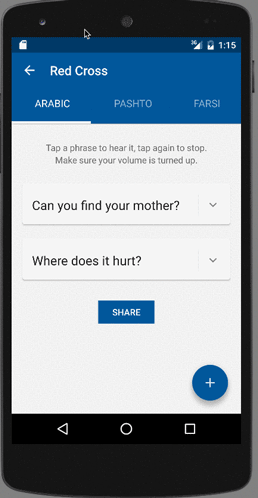 3G 1:15
Red Cross
ARABIC PASHTO FARSI
Tap a phrase to hear it, tap again to stop.
Make sure your volume is turned up.
Can you find your mother?
Where does it hurt?
SHARE
+